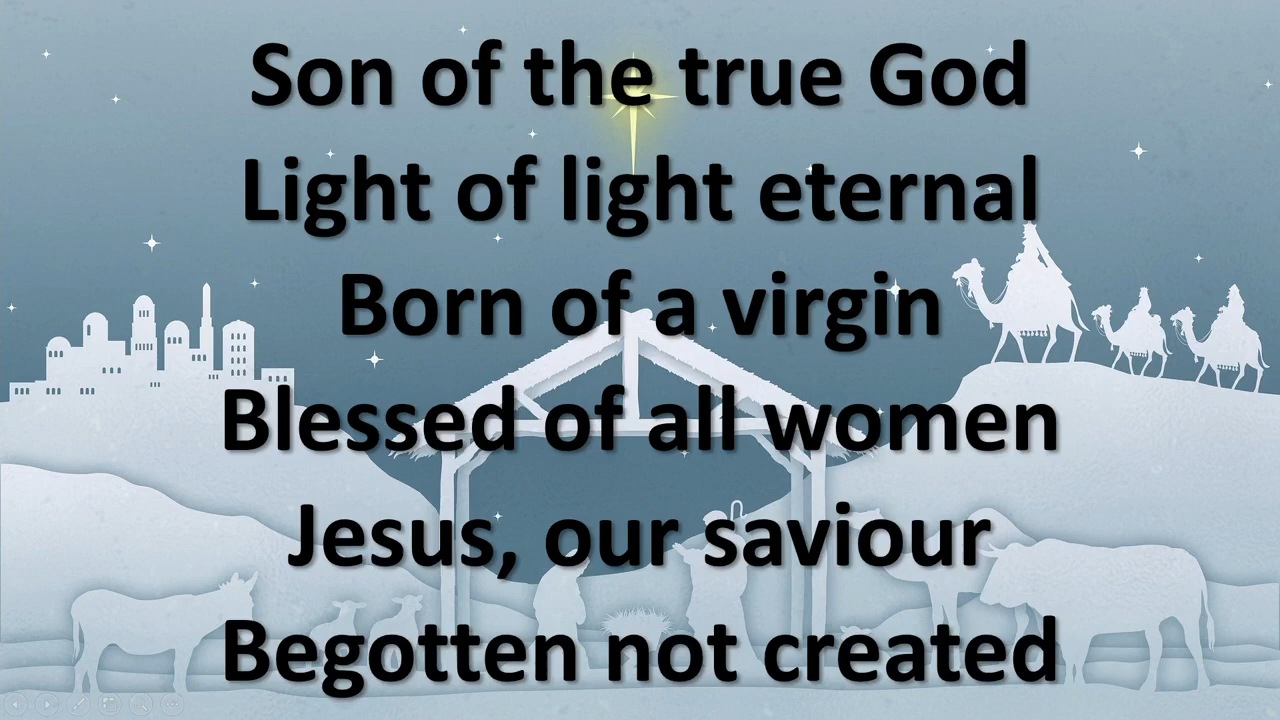 Son of the true God
Light of light eternal
Born of a virgin
Blessed of all women
Jesus, our saviour
Begotten not created